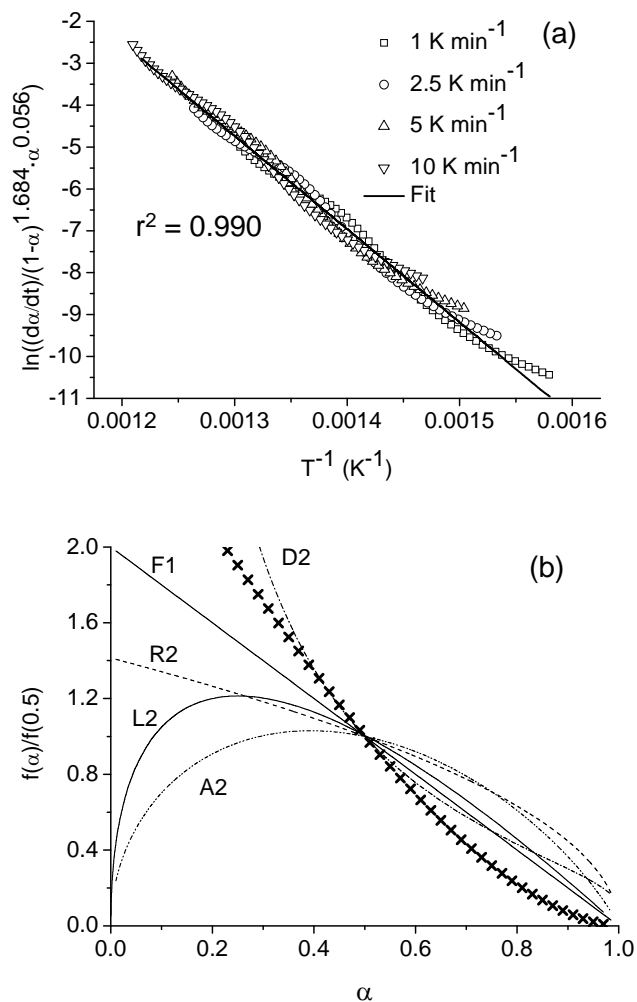 (a)
-2
-3
-4
-5
-6
-7
-8
-9
-10
-11
ln((dα/dt)/(1-α)^1.684·α^0.056)
1 K min⁻¹
2.5 K min⁻¹
5 K min⁻¹
10 K min⁻¹
Fit
r² = 0.990
0.0012 0.0013 0.0014 0.0015 0.0016
T⁻¹ (K⁻¹)
(b)
2.0
1.6
1.2
0.8
0.4
0.0
f(α)/f(0.5)
F1
D2
R2
L2
A2
0.0 0.2 0.4 0.6 0.8 1.0
α